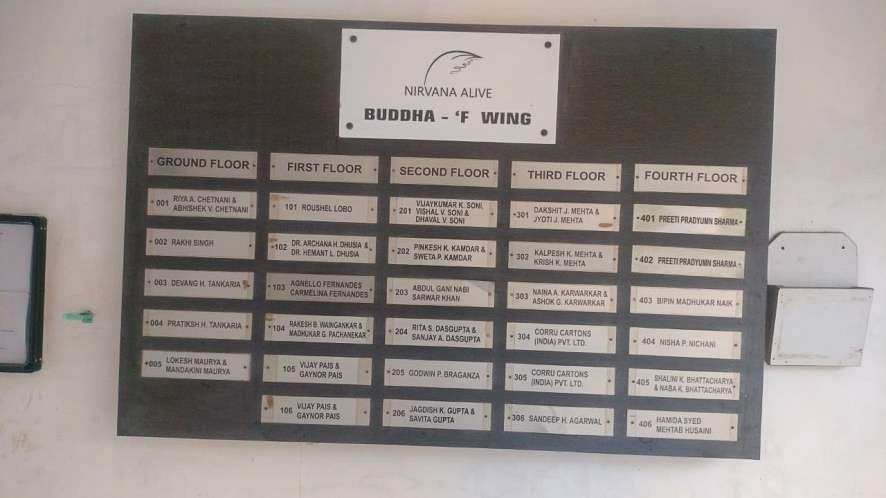 NIRVANA ALIVE
BUDDHA - ‘F WING
GROUND FLOOR
001 RIYA A. CHETNANI &
ABHISHEK V. CHETNANI
002 RAKHI SINGH
003 DEVANG H. TANKARIA
004 PRATIKSH H. TANKARIA
005 LOKESH MAURYA &
MANDAKINI MAURYA
FIRST FLOOR
101 ROUSHEL LOBO
102 DR. ARCHANA H. DHUSIA &
DR. HEMANT L. DHUSIA
103 AGNELLO FERNANDES
CARMELINA FERNANDES
104 RAKESH B. WAINGANKAR &
MADHUKAR G. PACHANEKAR
105 VIJAY PAIS &
GAYNOR PAIS
106 VIJAY PAIS &
GAYNOR PAIS
SECOND FLOOR
201 VIJAYKUMAR K. SONI,
VISHAL V. SONI &
DHAVAL V. SONI
202 PINKESH K. KAMDAR &
SWETA P. KAMDAR
203 ABDUL GANI NABI
SARWAR KHAN
204 RITA S. DASGUPTA &
SANJAY A. DASGUPTA
205 GODWIN P. BRAGANZA
206 JAGDISH K. GUPTA &
SAVITA GUPTA
THIRD FLOOR
301 DAKSHIT J. MEHTA &
JYOTI J. MEHTA
302 KALPESH K. MEHTA &
KRISH K. MEHTA
303 NAINA A. KARWARKAR &
ASHOK G. KARWARKAR
304 CORRU CARTONS
(INDIA) PVT. LTD.
305 CORRU CARTONS
(INDIA) PVT. LTD.
306 SANDEEP H. AGARWAL
FOURTH FLOOR
401 PREETI PRADYUMN SHARMA
402 PREETI PRADYUMN SHARMA
403 BIPIN MADHUKAR NAIK
404 NISHA P. NICHANI
405 SHALINI K. BHATTACHARYA
& NABA K. BHATTACHARYA
406 HAMIDA SYED
MEHTAB HUSAINI